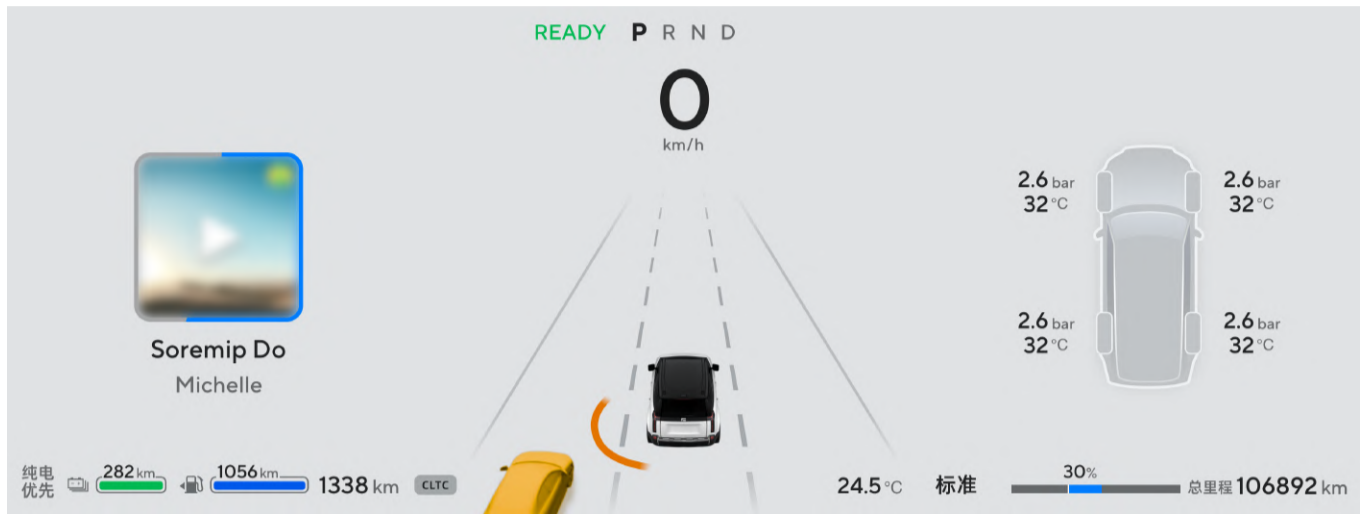 READY P R N D
0
km/h
Soremip Do
Michelle
2.6 bar
32 °C
2.6 bar
32 °C
2.6 bar
32 °C
2.6 bar
32 °C
纯电
优先
282 km
1056 km
1338 km
CLTC
24.5 °C
标准
30%
总里程 106892 km